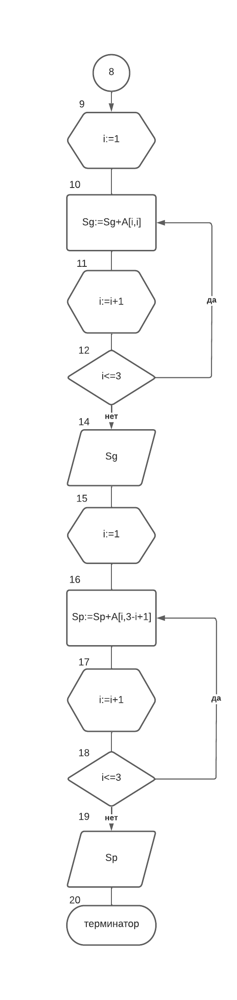 8
9
i:=1
10
Sg:=Sg+A[i,i]
11
i:=i+1
да
12
i<=3
нет
14
Sg
15
i:=1
16
Sp:=Sp+A[i,3-i+1]
17
i:=i+1
да
18
i<=3
19
нет
Sp
20
терминатор